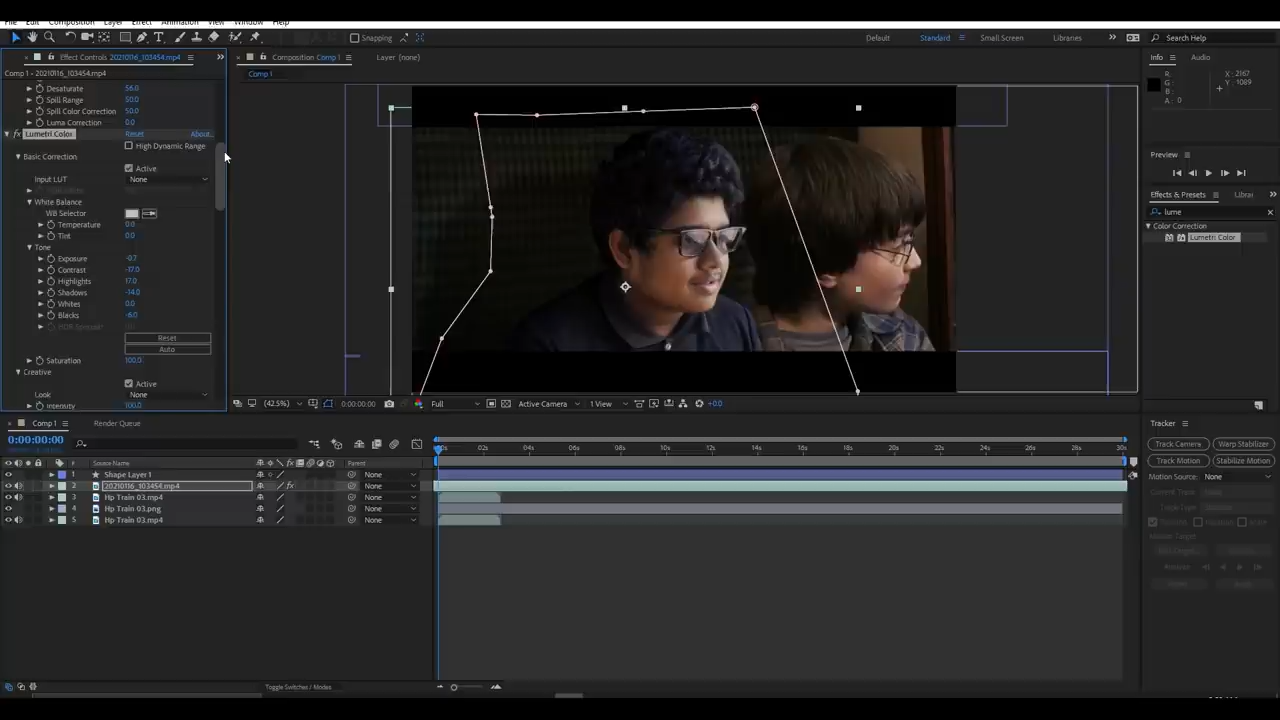 File Edit Composition Layer Effect Animation View Window Help
Snapping
Default Standard Small Screen Libraries Search Help
Effect Controls 20210116_103454.mp4
Composition Comp 1
Layer (none)
Info Audio
Comp 1 • 20210116_103454.mp4
Comp 1
Desaturate 56.0
Spill Range 50.0
Spill Color Correction 50.0
Luma Correction 0.0
Lumetri Color Reset About...
High Dynamic Range
Basic Correction
Active
Input LUT None
White Balance
WB Selector
Temperature 0.0
Tint 0.0
Tone
Exposure -0.7
Contrast -17.0
Highlights 17.0
Shadows -14.0
Whites 0.0
Blacks -6.0
Reset
Auto
Saturation 100.0
Creative
Active
Look None
Intensity 100.0
R:
G:
B:
A: 0
X: 2167
Y: 1089
Preview
Effects & Presets Librar
lume
Color Correction
Lumetri Color
(42.5%) 0:00:00:00 Full Active Camera 1 View +0.0
Comp 1 Render Queue
0:00:00:00
# Source Name Parent
1 Shape Layer 1 None
2 20210116_103454.mp4 None
3 Hp Train 03.mp4 None
4 Hp Train 03.png None
5 Hp Train 03.mp4 None
02s 04s 06s 08s 10s 12s 14s 16s 18s 20s 22s 24s 26s 28s 30s
Toggle Switches / Modes
Tracker
Track Camera Warp Stabilizer
Track Motion Stabilize Motion
Motion Source: None